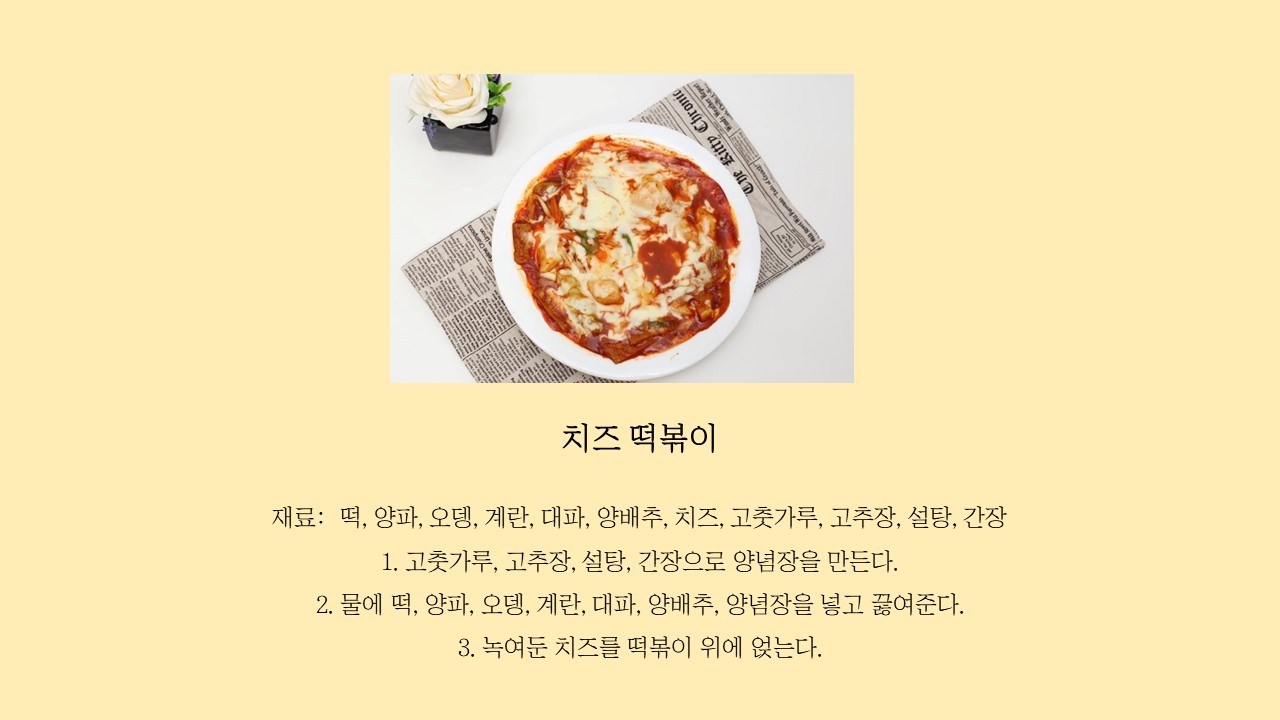 The Kitty Chronic
치즈 떡볶이
재료:  떡, 양파, 오뎅, 계란, 대파, 양배추, 치즈, 고춧가루, 고추장, 설탕, 간장
1. 고춧가루, 고추장, 설탕, 간장으로 양념장을 만든다.
2. 물에 떡, 양파, 오뎅, 계란, 대파, 양배추, 양념장을 넣고 끓여준다.
3. 녹여둔 치즈를 떡볶이 위에 얹는다.